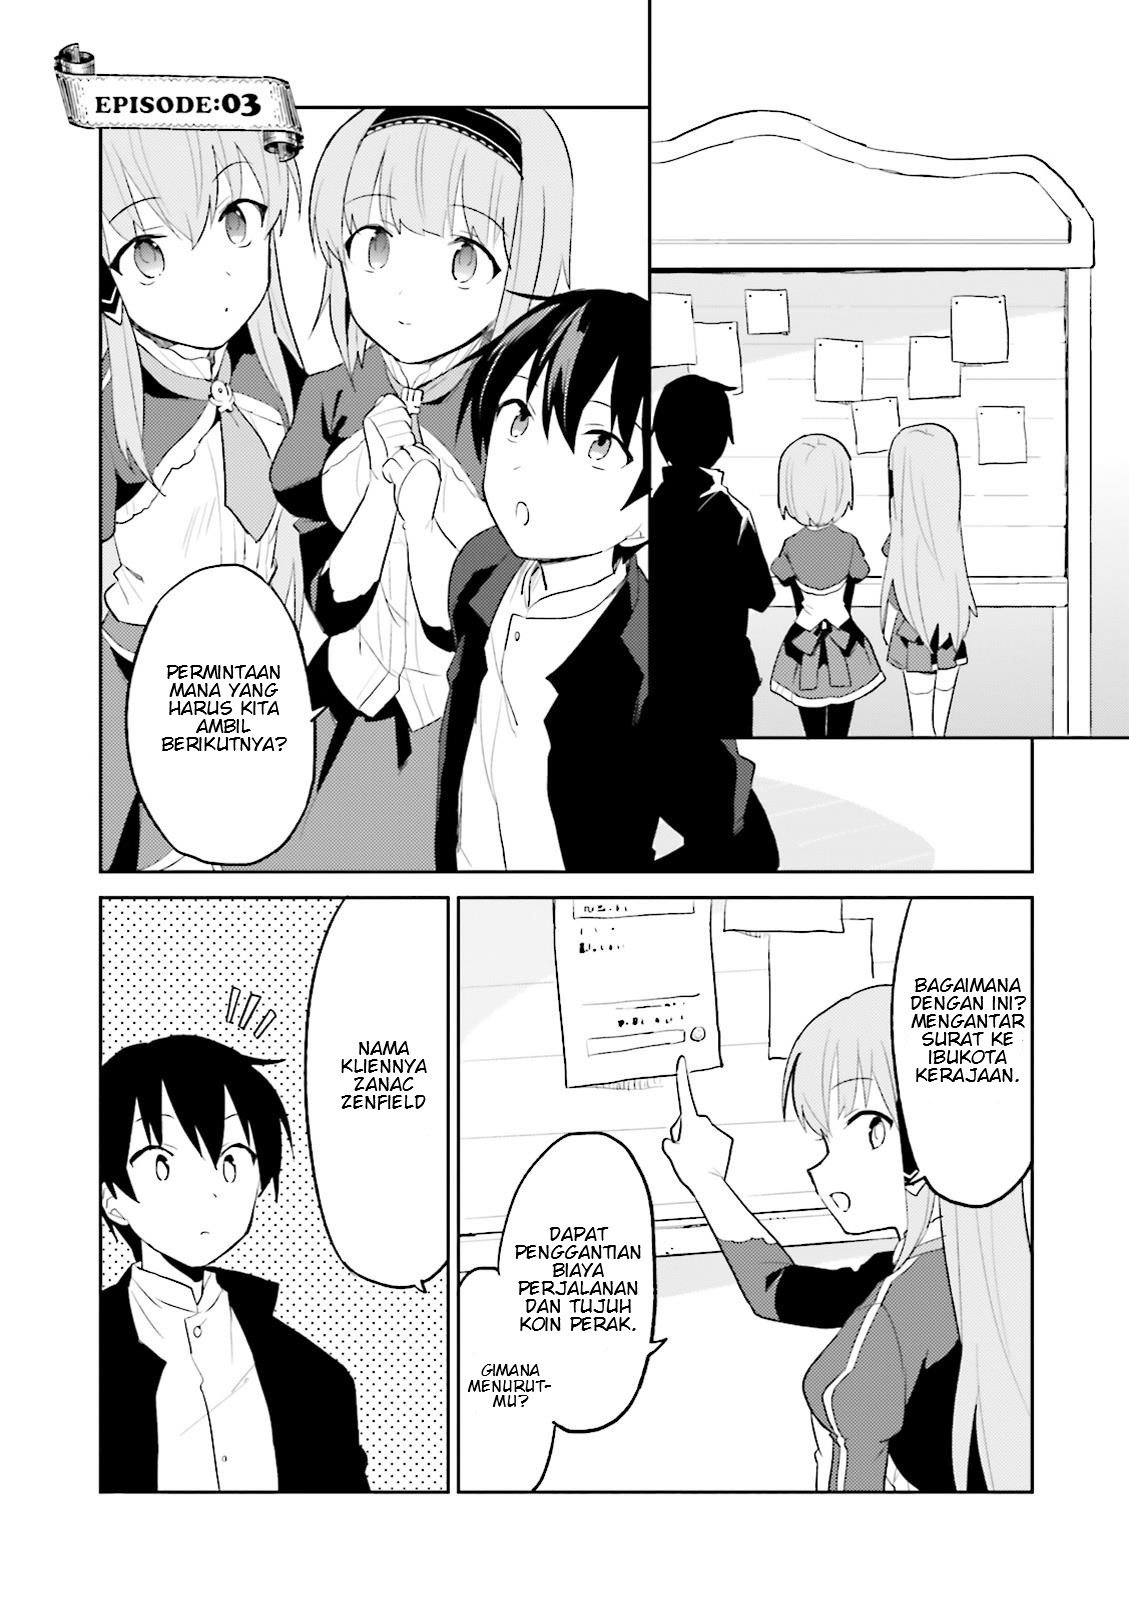 EPISODE:03
PERMINTAAN
MANA YANG
HARUS KITA
AMBIL
BERIKUTNYA?
BAGAIMANA
DENGAN INI?
MENGANTAR
SURAT KE
IBUKOTA
KERAJAAN.
DAPAT
PENGGANTIAN
BIAYA
PERJALANAN
DAN TUJUH
KOIN PERAK.
GIMANA
MENURUT-
MU?
NAMA
KLIENNYA
ZANAC
ZENFIELD